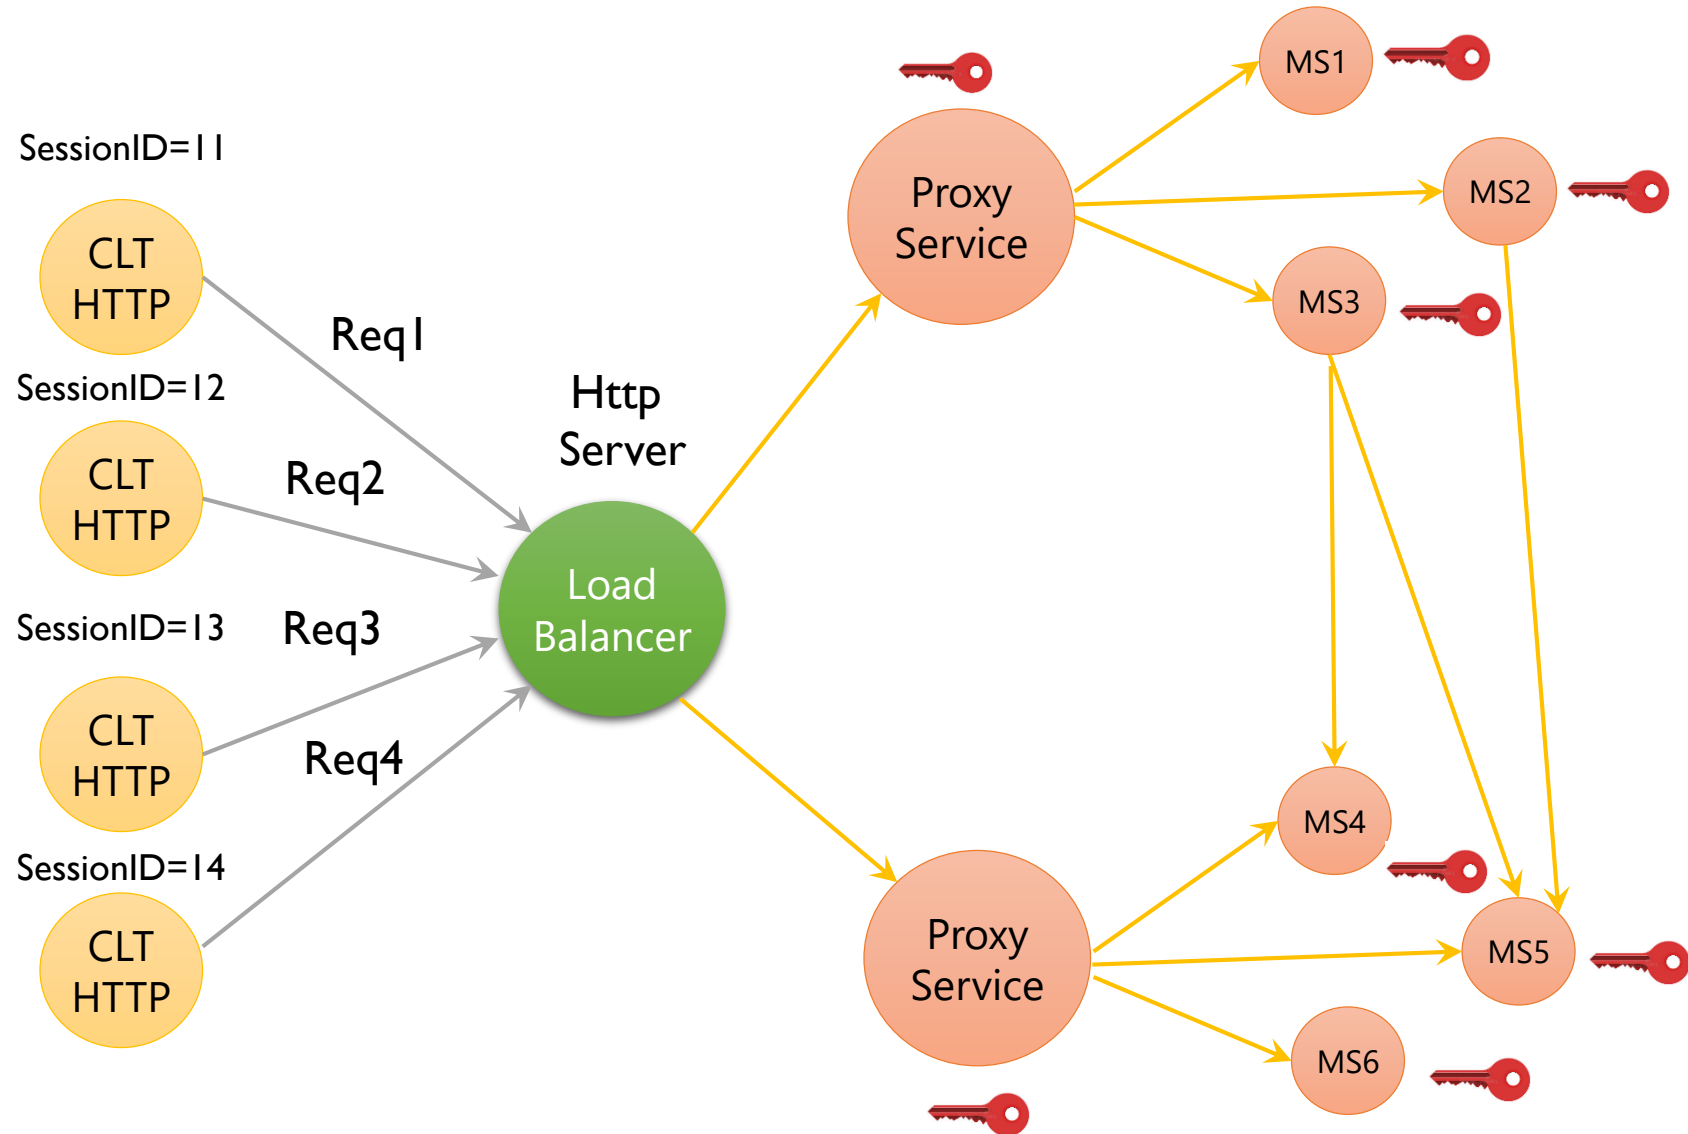 SessionID=11
CLT
HTTP
Req1
SessionID=12
CLT
HTTP
Req2
SessionID=13
CLT
HTTP
Req3
SessionID=14
CLT
HTTP
Req4
Http
Server
Load
Balancer
Proxy
Service
MS1
MS2
MS3
Proxy
Service
MS4
MS5
MS6